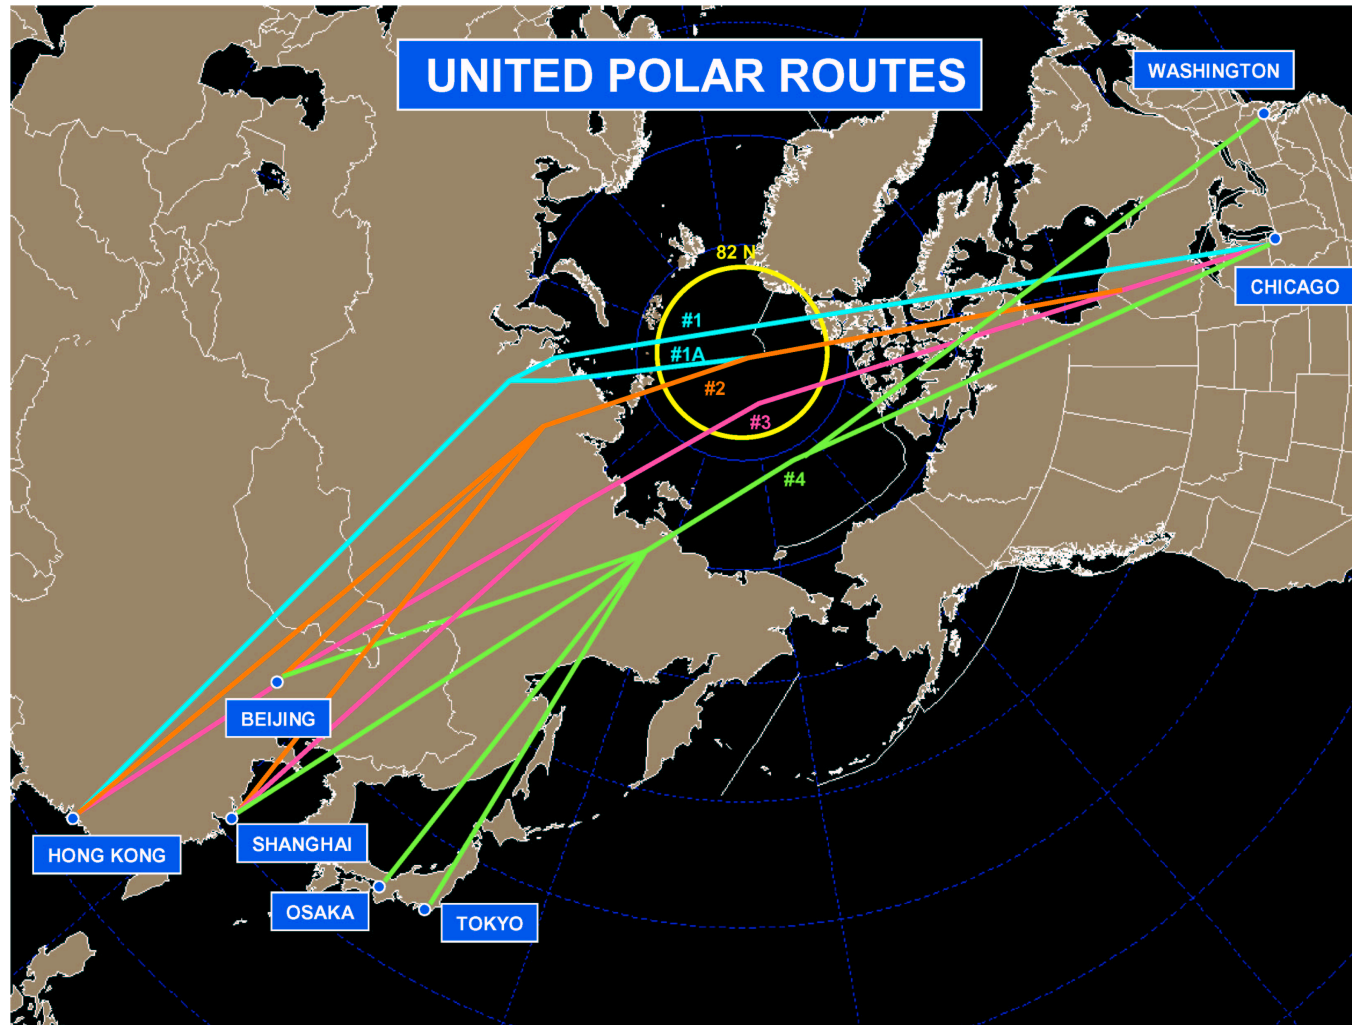 UNITED POLAR ROUTES
WASHINGTON
82 N
CHICAGO
#1
#1A
#2
#3
#4
BEIJING
HONG KONG
SHANGHAI
OSAKA
TOKYO